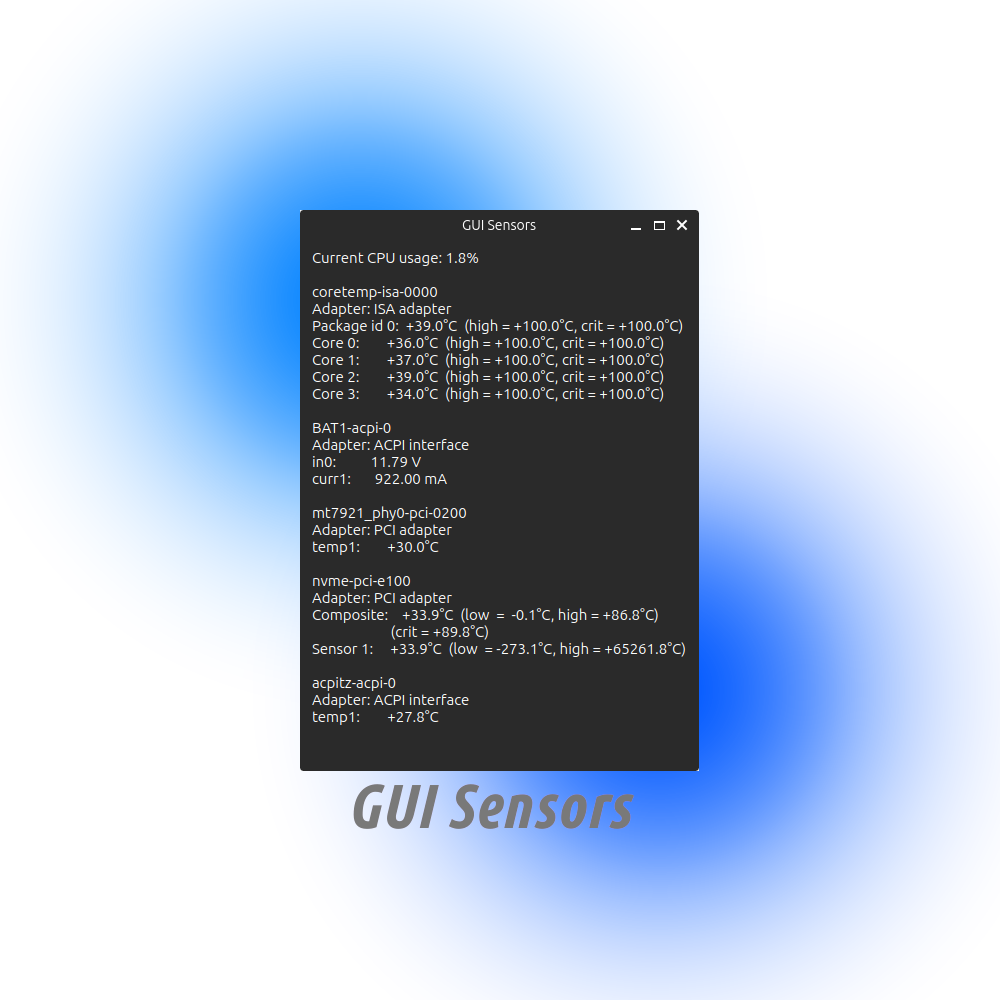 GUI Sensors
Current CPU usage: 1.8%
coretemp-isa-0000
Adapter: ISA adapter
Package id 0:  +39.0°C  (high = +100.0°C, crit = +100.0°C)
Core 0:        +36.0°C  (high = +100.0°C, crit = +100.0°C)
Core 1:        +37.0°C  (high = +100.0°C, crit = +100.0°C)
Core 2:        +39.0°C  (high = +100.0°C, crit = +100.0°C)
Core 3:        +34.0°C  (high = +100.0°C, crit = +100.0°C)
BAT1-acpi-0
Adapter: ACPI interface
in0:          11.79 V
curr1:       922.00 mA
mt7921_phy0-pci-0200
Adapter: PCI adapter
temp1:        +30.0°C
nvme-pci-e100
Adapter: PCI adapter
Composite:    +33.9°C  (low  =  -0.1°C, high = +86.8°C)
(crit = +89.8°C)
Sensor 1:     +33.9°C  (low  = -273.1°C, high = +65261.8°C)
acpitz-acpi-0
Adapter: ACPI interface
temp1:        +27.8°C
GUI Sensors